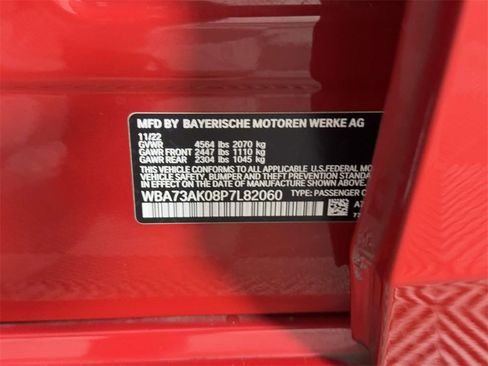 MFD BY BAYERISCHE MOTOREN WERKE AG
11/22
GVWR 4564 lbs 2070 kg
GAWR FRONT 2447 lbs 1110 kg
GAWR REAR 2304 lbs 1045 kg
THIS VEHICLE CONFORMS TO ALL APPLICABLE U.S. FEDERAL MOTOR
VEHICLE SAFETY, BUMPER AND THEFT PREVENTION STANDARDS
IN EFFECT ON THE DATE OF MANUFACTURE SHOWN ABOVE.
WBA73AK08P7L82060 TYPE: PASSENGER